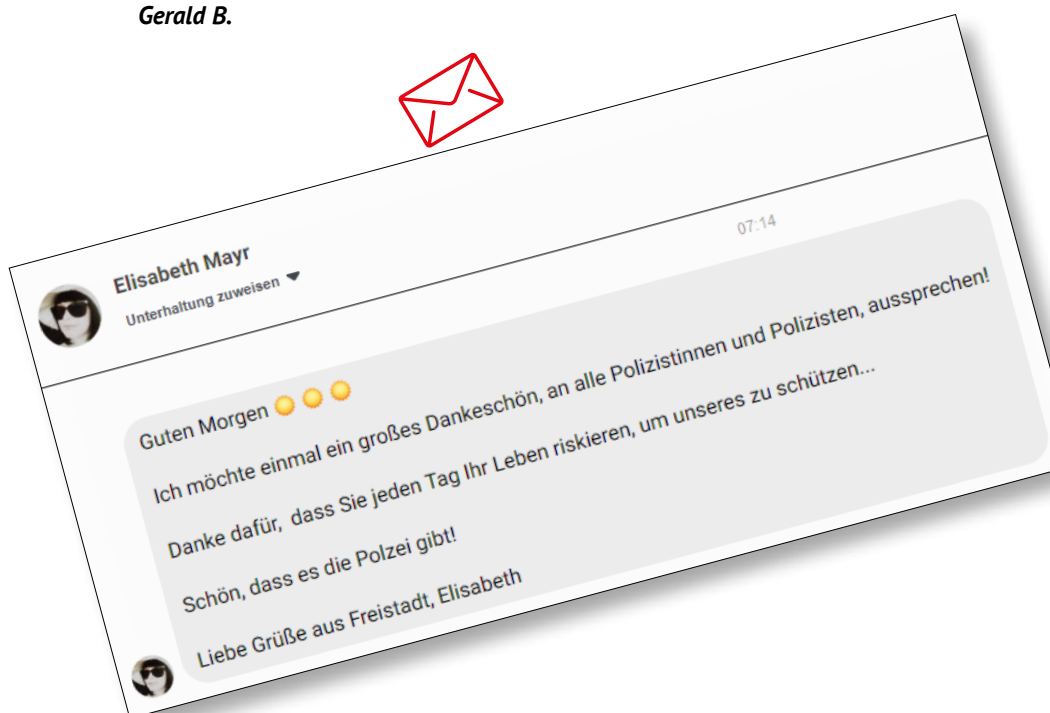 Gerald B.
Elisabeth Mayr
Unterhaltung zuweisen
07:14
Guten Morgen 🌞🌞🌞
Ich möchte einmal ein großes Dankeschön, an alle Polizistinnen und Polizisten, aussprechen!
Danke dafür, dass Sie jeden Tag Ihr Leben riskieren, um unseres zu schützen...
Schön, dass es die Polzei gibt!
Liebe Grüße aus Freistadt, Elisabeth